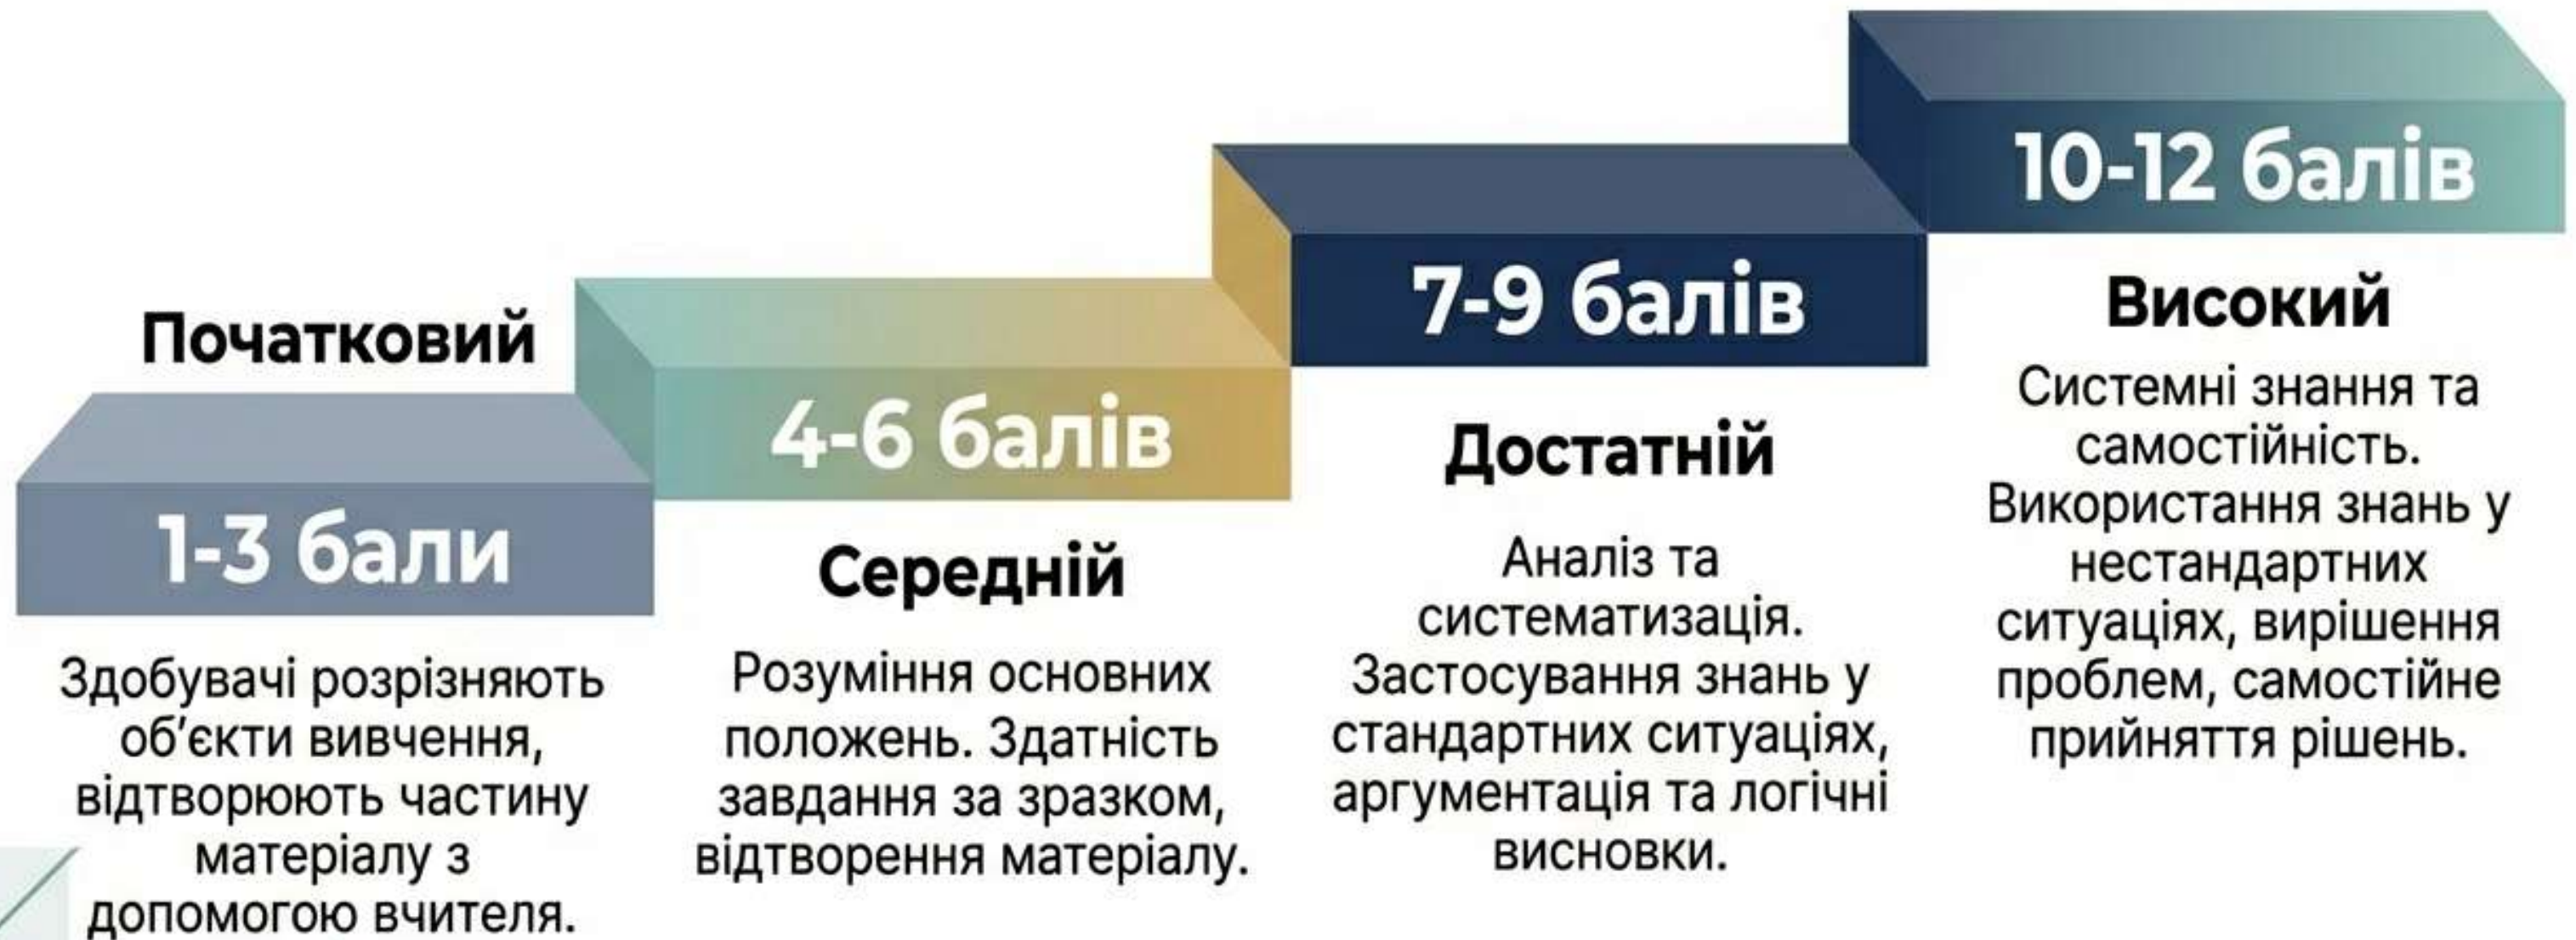 Початковий
1-3 бали
Здобувачі розрізняють
об’єкти вивчення,
відтворюють частину
матеріалу з
допомогою вчителя.
4-6 балів
Середній
Розуміння основних
положень. Здатність
завдання за зразком,
відтворення матеріалу.
7-9 балів
Достатній
Аналіз та
систематизація.
Застосування знань у
стандартних ситуаціях,
аргументація та логічні
висновки.
10-12 балів
Високий
Системні знання та
самостійність.
Використання знань у
нестандартних
ситуаціях, вирішення
проблем, самостійне
прийняття рішень.